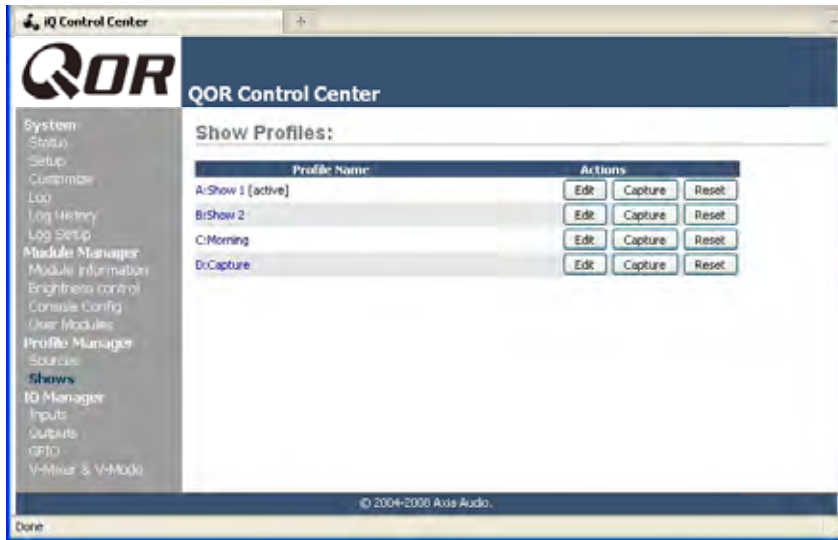 iQ Control Center
QOR
QOR Control Center
System
Status
Setup
Customize
Log
Log History
Log Setup
Module Manager
Module Information
Brightness control
Console Config
User Modules
Profile Manager
Sources
Shows
IO Manager
Inputs
Outputs
GPIO
V-Mixer & V-Mode
Show Profiles:
Profile Name Actions
A:Show 1 [active] Edit Capture Reset
B:Show 2 Edit Capture Reset
C:Morning Edit Capture Reset
D:Capture Edit Capture Reset
© 2004-2008 Axia Audio.
Done